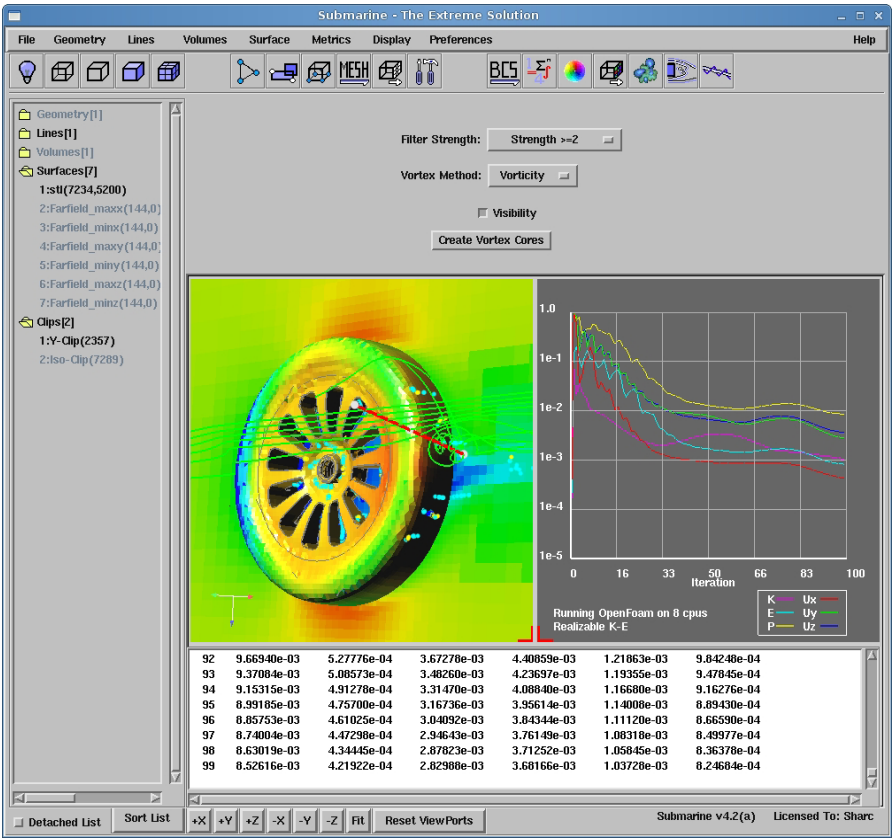 Submarine - The Extreme Solution
File Geometry Lines Volumes Surface Metrics Display Preferences Help
MESH BCS
Geometry[1]
Lines[1]
Volumes[1]
Surfaces[7]
1:stl(7234,5200)
2:Farfield_maxx(144,0)
3:Farfield_minx(144,0)
4:Farfield_maxy(144,0)
5:Farfield_miny(144,0)
6:Farfield_maxz(144,0)
7:Farfield_minz(144,0)
Clips[2]
1:Y-Clip(2357)
2:Iso-Clip(7289)
Filter Strength: Strength >=2
Vortex Method: Vorticity
Visibility
Create Vortex Cores
1.0
1e-1
1e-2
1e-3
1e-4
1e-5
0 16 33 50 66 83 100
Iteration
K Ux
E Uy
P Uz
Running OpenFoam on 8 cpus
Realizable K-E
92 9.66940e-03 5.27776e-04 3.67278e-03 4.40859e-03 1.21863e-03 9.84248e-04
93 9.37084e-03 5.08573e-04 3.48260e-03 4.23697e-03 1.19355e-03 9.47845e-04
94 9.15315e-03 4.91278e-04 3.31470e-03 4.08840e-03 1.16680e-03 9.16276e-04
95 8.99185e-03 4.75700e-04 3.16736e-03 3.95614e-03 1.14008e-03 8.89430e-04
96 8.85753e-03 4.61025e-04 3.04092e-03 3.84344e-03 1.11120e-03 8.66590e-04
97 8.74004e-03 4.47298e-04 2.94643e-03 3.76149e-03 1.08318e-03 8.49977e-04
98 8.63019e-03 4.34445e-04 2.87823e-03 3.71252e-03 1.05845e-03 8.36378e-04
99 8.52616e-03 4.21922e-04 2.82988e-03 3.68166e-03 1.03728e-03 8.24684e-04
Detached List Sort List +X +Y +Z -X -Y -Z Fit Reset ViewPorts Submarine v4.2(a) Licensed To: Sharc